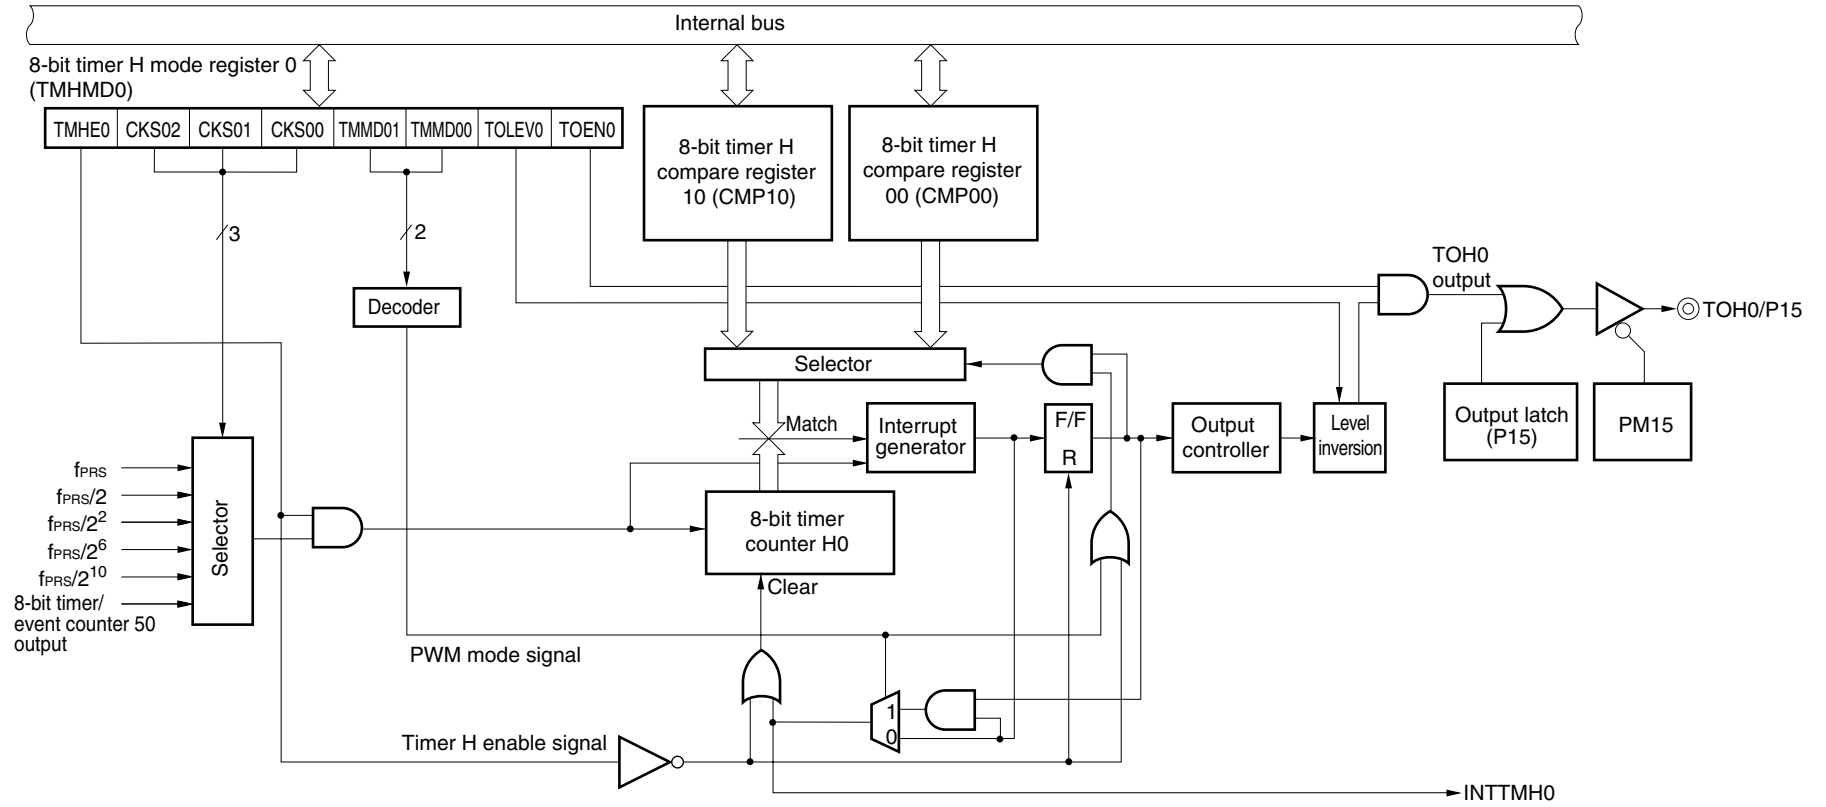 Internal bus
8-bit timer H mode register 0
(TMHMD0)
TMHE0 CKS02 CKS01 CKS00 TMMD01 TMMD00 TOLEV0 TOEN0
8-bit timer H
compare register
10 (CMP10)
8-bit timer H
compare register
00 (CMP00)
3
2
Decoder
TOH0
output
TOH0/P15
Selector
Match
Interrupt
generator
F/F
R
Output
controller
Level
inversion
Output latch
(P15)
PM15
fPRS
fPRS/2
fPRS/2²
fPRS/2⁶
fPRS/2¹⁰
8-bit timer/
event counter 50
output
Selector
8-bit timer
counter H0
Clear
PWM mode signal
1
0
Timer H enable signal
INTTMH0